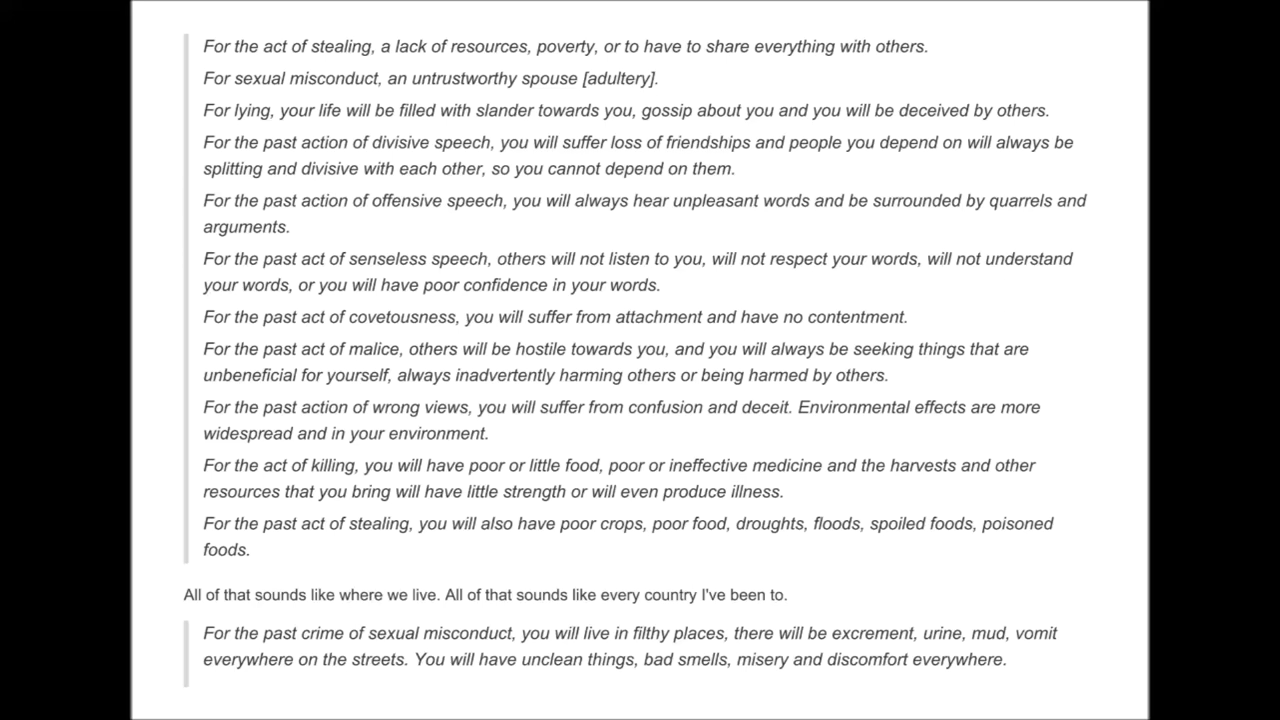 For the act of stealing, a lack of resources, poverty, or to have to share everything with others.
For sexual misconduct, an untrustworthy spouse [adultery].
For lying, your life will be filled with slander towards you, gossip about you and you will be deceived by others.
For the past action of divisive speech, you will suffer loss of friendships and people you depend on will always be
splitting and divisive with each other, so you cannot depend on them.
For the past action of offensive speech, you will always hear unpleasant words and be surrounded by quarrels and
arguments.
For the past act of senseless speech, others will not listen to you, will not respect your words, will not understand
your words, or you will have poor confidence in your words.
For the past act of covetousness, you will suffer from attachment and have no contentment.
For the past act of malice, others will be hostile towards you, and you will always be seeking things that are
unbeneficial for yourself, always inadvertently harming others or being harmed by others.
For the past action of wrong views, you will suffer from confusion and deceit. Environmental effects are more
widespread and in your environment.
For the act of killing, you will have poor or little food, poor or ineffective medicine and the harvests and other
resources that you bring will have little strength or will even produce illness.
For the past act of stealing, you will also have poor crops, poor food, droughts, floods, spoiled foods, poisoned
foods.
All of that sounds like where we live. All of that sounds like every country I've been to.
For the past crime of sexual misconduct, you will live in filthy places, there will be excrement, urine, mud, vomit
everywhere on the streets. You will have unclean things, bad smells, misery and discomfort everywhere.